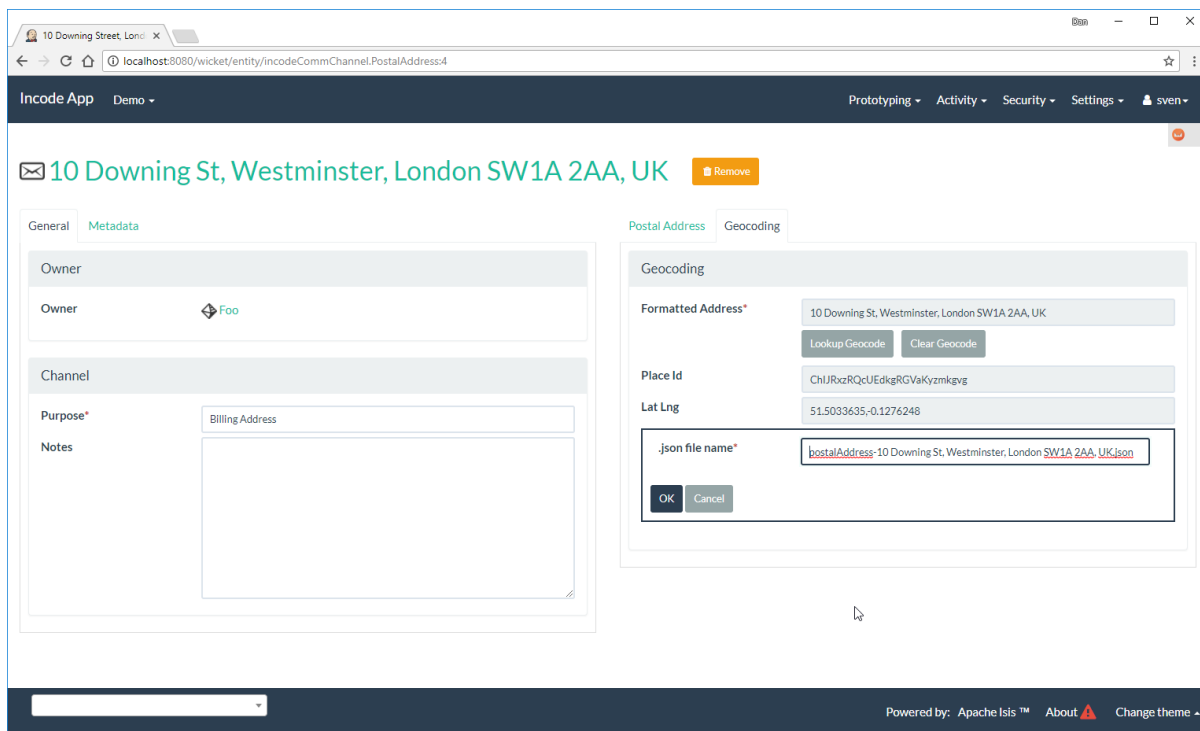 Dan
10 Downing Street, Lond
localhost:8080/wicket/entity/incodeCommChannel.PostalAddress:4
Incode App Demo Prototyping Activity Security Settings sven
10 Downing St, Westminster, London SW1A 2AA, UK Remove
General Metadata
Owner
Owner Foo
Channel
Purpose* Billing Address
Notes
Postal Address Geocoding
Geocoding
Formatted Address* 10 Downing St, Westminster, London SW1A 2AA, UK
Lookup Geocode Clear Geocode
Place Id ChIJRxzRQcUEdkgRGVaKyzmkgvg
Lat Lng 51.5033635,-0.1276248
.json file name* postalAddress-10 Downing St, Westminster, London SW1A 2AA, UK.json
OK Cancel
Powered by: Apache Isis ™ About Change theme